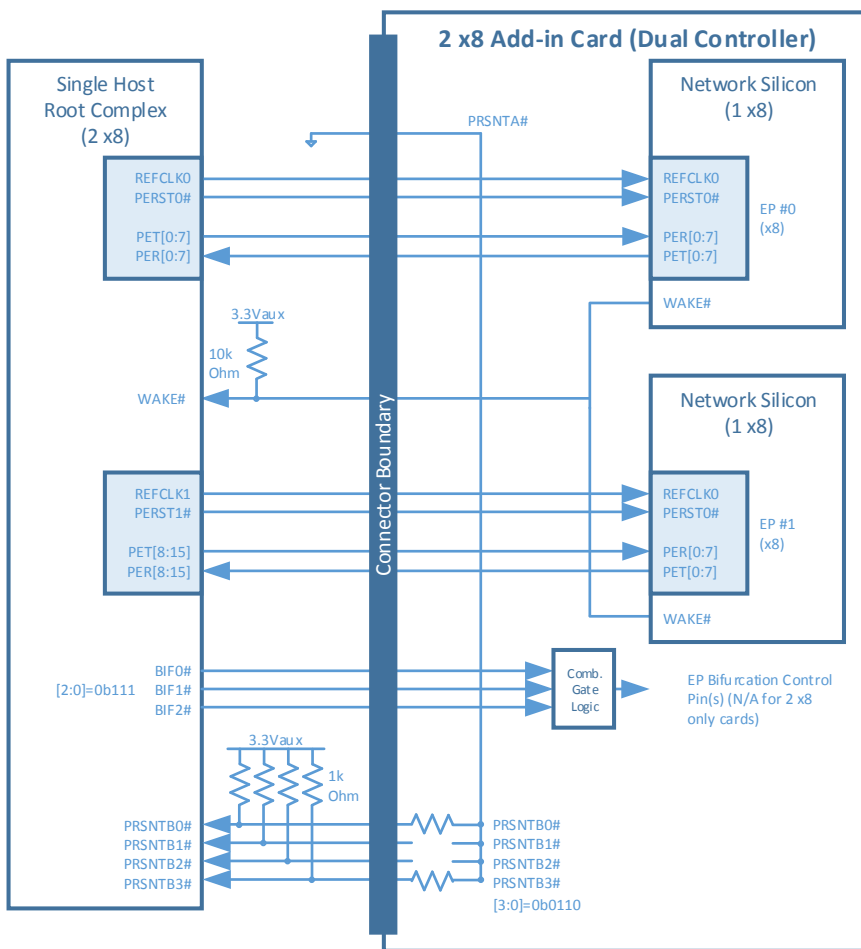 2 x8 Add-in Card (Dual Controller)
Single Host
Root Complex
(2 x8)
REFCLK0
PERST0#
PET[0:7]
PER[0:7]
3.3Vaux
10k
Ohm
WAKE#
REFCLK1
PERST1#
PET[8:15]
PER[8:15]
BIF0#
[2:0]=0b111 BIF1#
BIF2#
3.3Vaux
1k
Ohm
PRSNTB0#
PRSNTB1#
PRSNTB2#
PRSNTB3#
Connector Boundary
PRSNTA#
Network Silicon
(1 x8)
REFCLK0
PERST0#
PER[0:7]
PET[0:7]
EP #0
(x8)
WAKE#
Network Silicon
(1 x8)
REFCLK0
PERST0#
PER[0:7]
PET[0:7]
EP #1
(x8)
WAKE#
Comb.
Gate
Logic
EP Bifurcation Control
Pin(s) (N/A for 2 x8
only cards)
PRSNTB0#
PRSNTB1#
PRSNTB2#
PRSNTB3#
[3:0]=0b0110